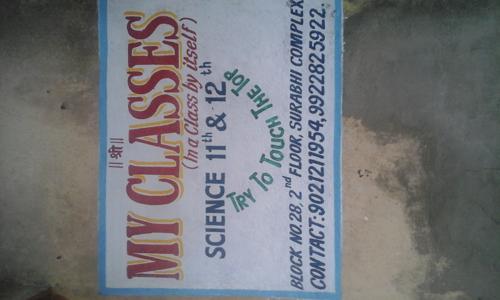 ॥ श्री ॥
MY CLASSES
(In a Class by itself)
SCIENCE 11th & 12th
TRY TO TOUCH THE TOP
BLOCK NO.28, 2nd FLOOR, SURABHI COMPLEX
CONTACT:9021211954,9922825922.